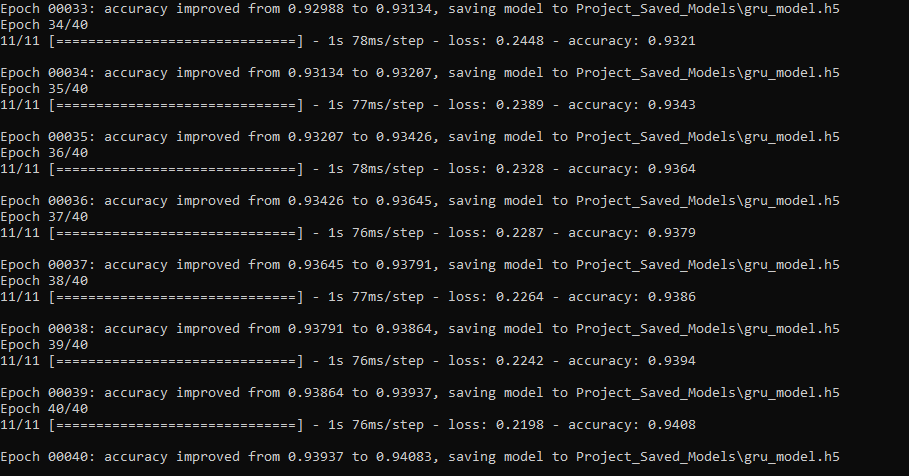 Epoch 00033: accuracy improved from 0.92988 to 0.93134, saving model to Project_Saved_Models\gru_model.h5
Epoch 34/40
11/11 [==============================] - 1s 78ms/step - loss: 0.2448 - accuracy: 0.9321
Epoch 00034: accuracy improved from 0.93134 to 0.93207, saving model to Project_Saved_Models\gru_model.h5
Epoch 35/40
11/11 [==============================] - 1s 77ms/step - loss: 0.2389 - accuracy: 0.9343
Epoch 00035: accuracy improved from 0.93207 to 0.93426, saving model to Project_Saved_Models\gru_model.h5
Epoch 36/40
11/11 [==============================] - 1s 78ms/step - loss: 0.2328 - accuracy: 0.9364
Epoch 00036: accuracy improved from 0.93426 to 0.93645, saving model to Project_Saved_Models\gru_model.h5
Epoch 37/40
11/11 [==============================] - 1s 76ms/step - loss: 0.2287 - accuracy: 0.9379
Epoch 00037: accuracy improved from 0.93645 to 0.93791, saving model to Project_Saved_Models\gru_model.h5
Epoch 38/40
11/11 [==============================] - 1s 77ms/step - loss: 0.2264 - accuracy: 0.9386
Epoch 00038: accuracy improved from 0.93791 to 0.93864, saving model to Project_Saved_Models\gru_model.h5
Epoch 39/40
11/11 [==============================] - 1s 76ms/step - loss: 0.2242 - accuracy: 0.9394
Epoch 00039: accuracy improved from 0.93864 to 0.93937, saving model to Project_Saved_Models\gru_model.h5
Epoch 40/40
11/11 [==============================] - 1s 76ms/step - loss: 0.2198 - accuracy: 0.9408
Epoch 00040: accuracy improved from 0.93937 to 0.94083, saving model to Project_Saved_Models\gru_model.h5